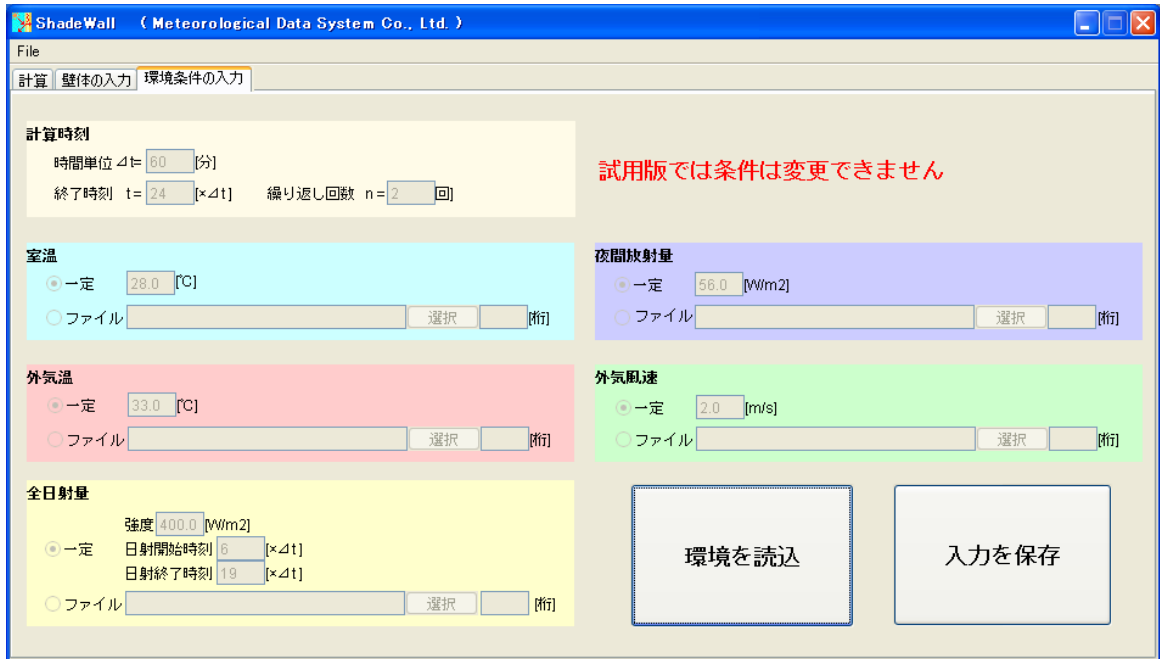 ShadeWall （ Meteorological Data System Co., Ltd. ）
File
計算 壁体の入力 環境条件の入力
計算時刻
時間単位⊿t= 60 [分]
終了時刻 t= 24 [×⊿t] 繰り返し回数 n= 2 回]
試用版では条件は変更できません
室温
一定 28.0 [℃]
ファイル 選択 [桁]
夜間放射量
一定 56.0 [W/m2]
ファイル 選択 [桁]
外気温
一定 33.0 [℃]
ファイル 選択 [桁]
外気風速
一定 2.0 [m/s]
ファイル 選択 [桁]
全日射量
強度 400.0 [W/m2]
一定 日射開始時刻 6 [×⊿t]
日射終了時刻 19 [×⊿t]
ファイル 選択 [桁]
環境を読込
入力を保存